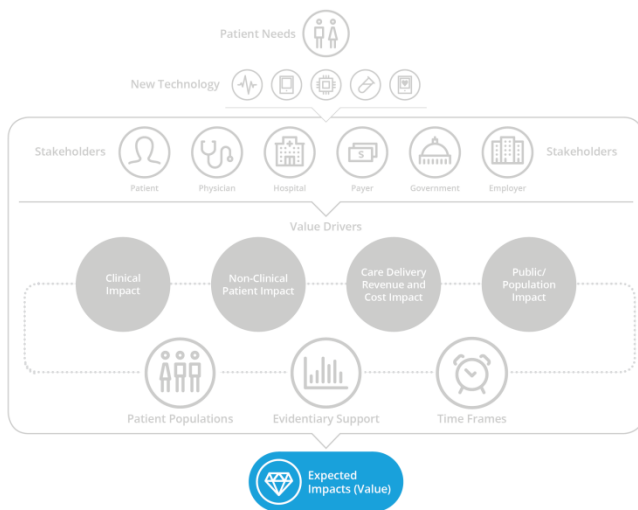 Patient Needs
New Technology
Stakeholders
Stakeholders
$
Patient
Physician
Hospital
Payer
Government
Employer
Value Drivers
Clinical
Impact
Non-Clinical
Patient Impact
Care Delivery
Revenue and
Cost Impact
Public/
Population
Impact
Patient Populations
Evidentiary Support
Time Frames
Expected
Impacts (Value)